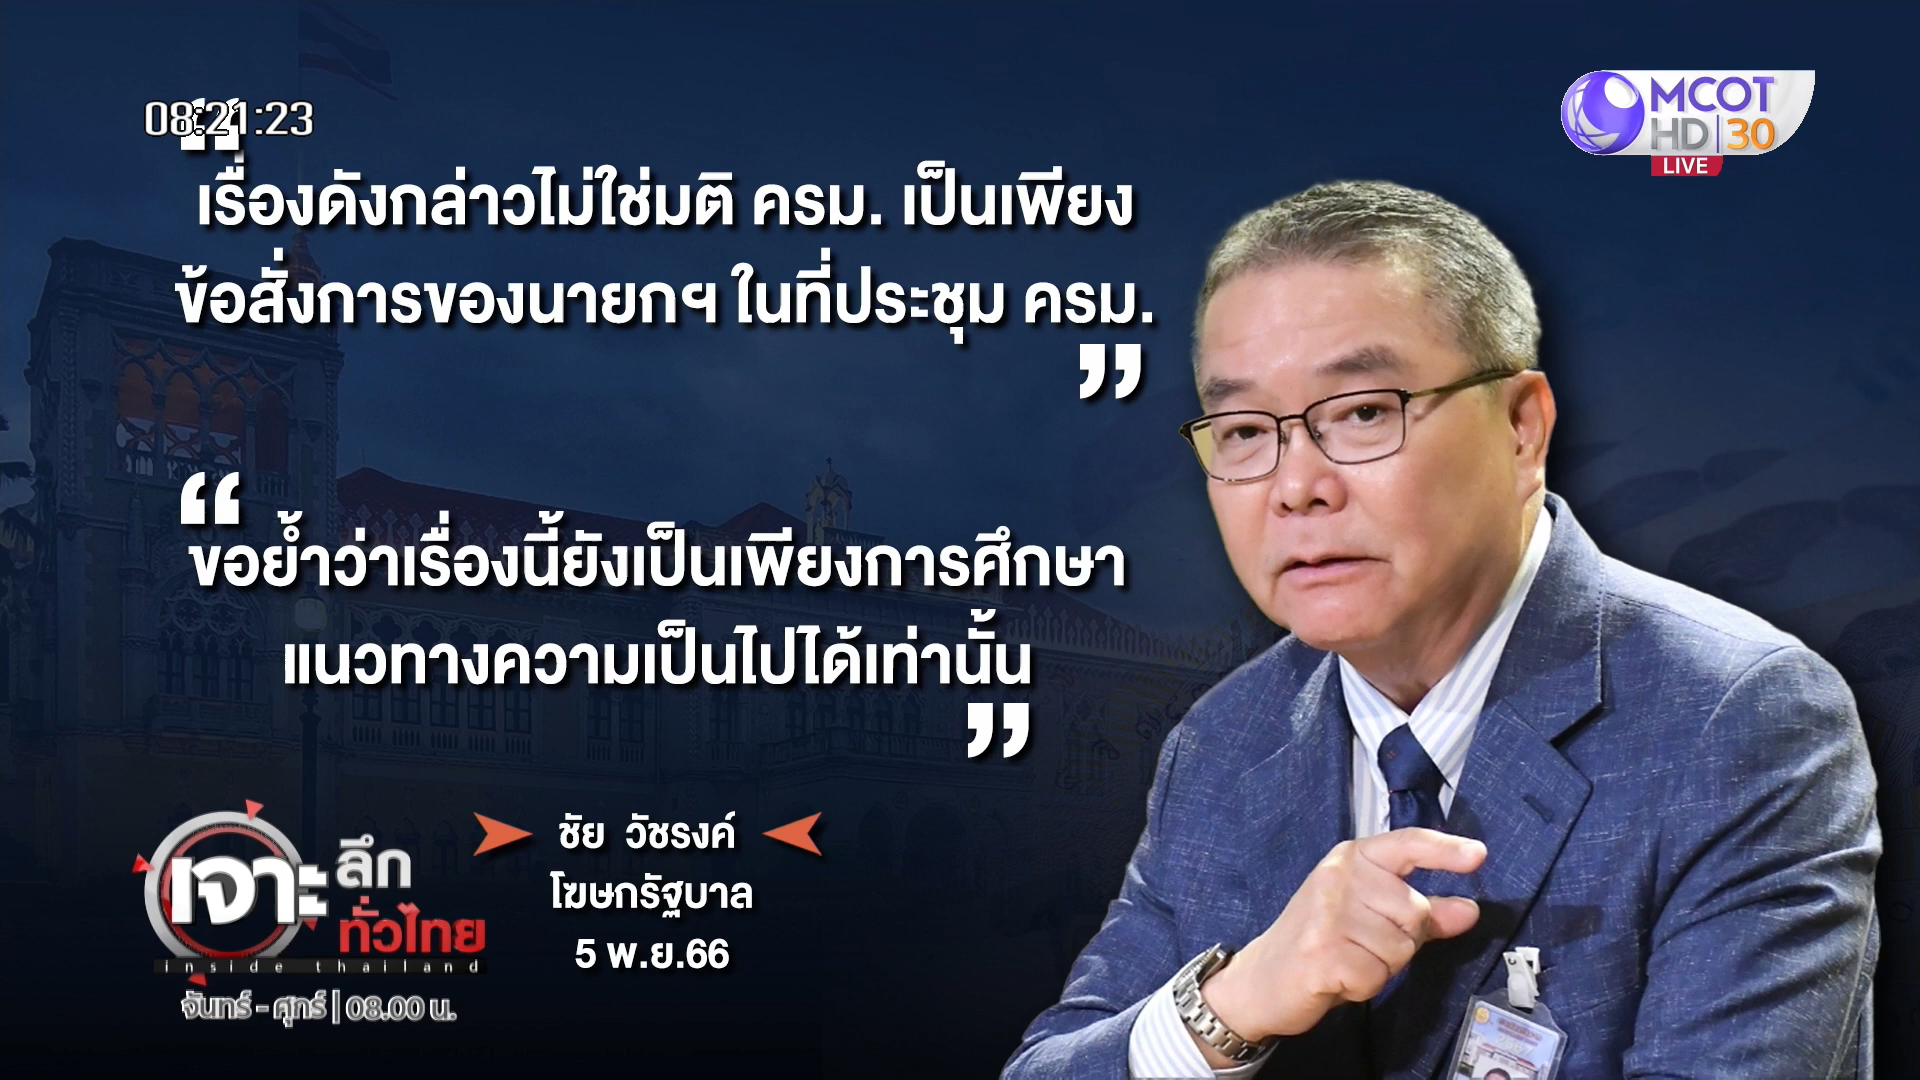 08:21:23
MCOT
HD 30
LIVE
“
เรื่องดังกล่าวไม่ใช่มติ ครม. เป็นเพียง
ข้อสั่งการของนายกฯ ในที่ประชุม ครม.
”
“
ขอย้ำว่าเรื่องนี้ยังเป็นเพียงการศึกษา
แนวทางความเป็นไปได้เท่านั้น
”
ชัย วัชรงค์
โฆษกรัฐบาล
5 พ.ย.66
เจาะลึก
ทั่วไทย
inside thailand
จันทร์ - ศุกร์ | 08.00 น.